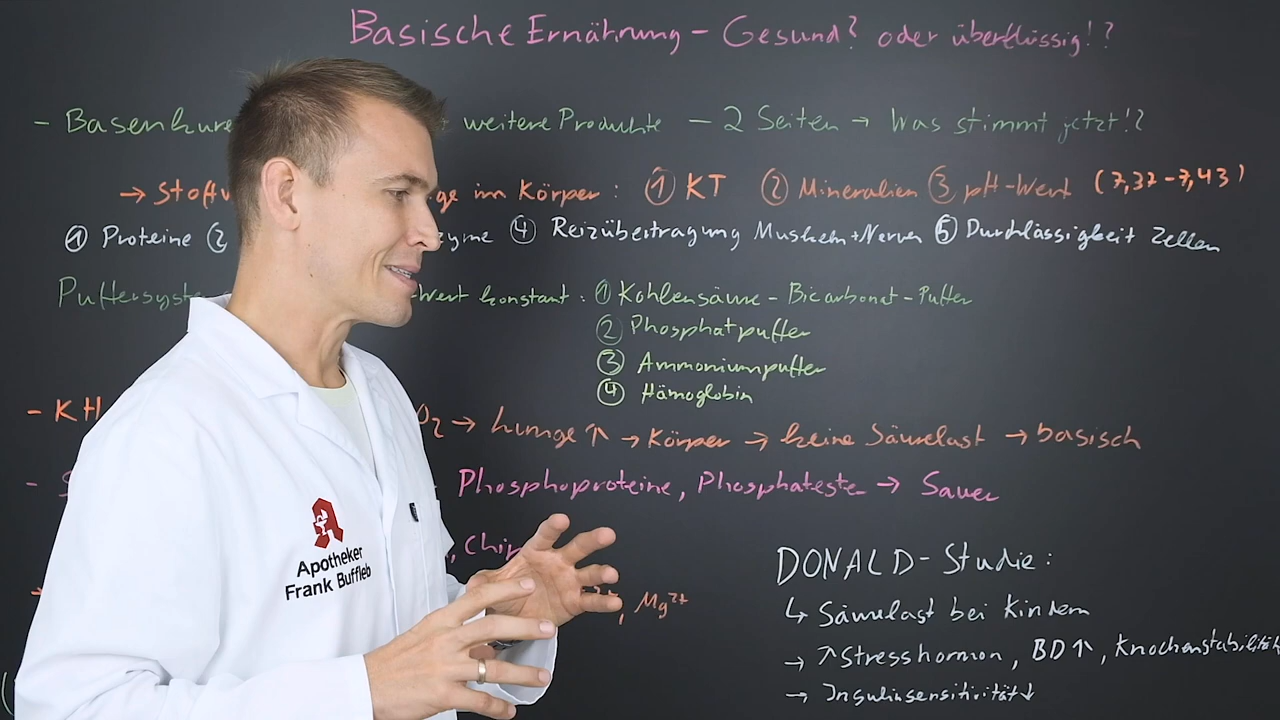 Basische Ernährung - Gesund? oder überflüssig!?
- Basenkure weitere Produkte - 2 Seiten → Was stimmt jetzt!?
→ Stoffw ge im Körper : ① KT ② Mineralien ③ pH-Wert (7,37-7,43)
① Proteine ② zyme ④ Reizübertragung Muskeln+Nerven ⑤ Durchlässigkeit Zellen
Puffersyste -Wert konstant : ① Kohlensäure-Bicarbonat-Puffer
② Phosphatpuffer
③ Ammoniumpuffer
④ Hämoglobin
- KH O₂ → Lunge ↑ → Körper → keine Säurelast → basisch
- S Phosphoproteine, Phosphatester → Sauer
, Chip
, Mg²⁺
DONALD-Studie:
↳ Säurelast bei Kindern
→ ↑Stresshormon, BD↑, Knochenstabilität
→ Insulinsensitivität↓
Apotheker
Frank Buffleb